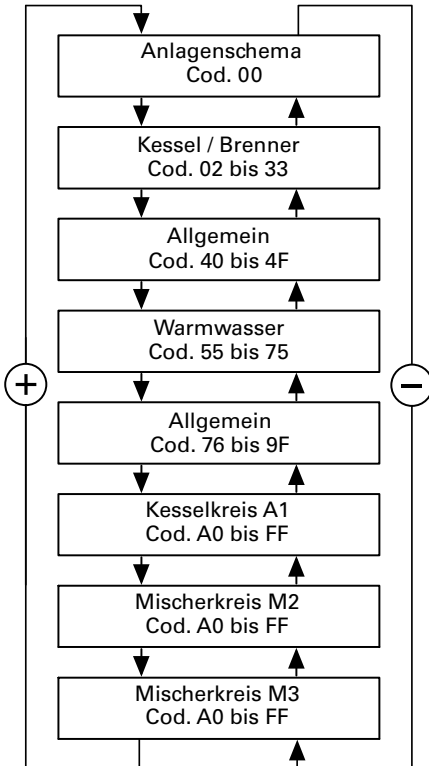 Anlagenschema
Cod. 00
Kessel / Brenner
Cod. 02 bis 33
Allgemein
Cod. 40 bis 4F
Warmwasser
Cod. 55 bis 75
+
−
Allgemein
Cod. 76 bis 9F
Kesselkreis A1
Cod. A0 bis FF
Mischerkreis M2
Cod. A0 bis FF
Mischerkreis M3
Cod. A0 bis FF